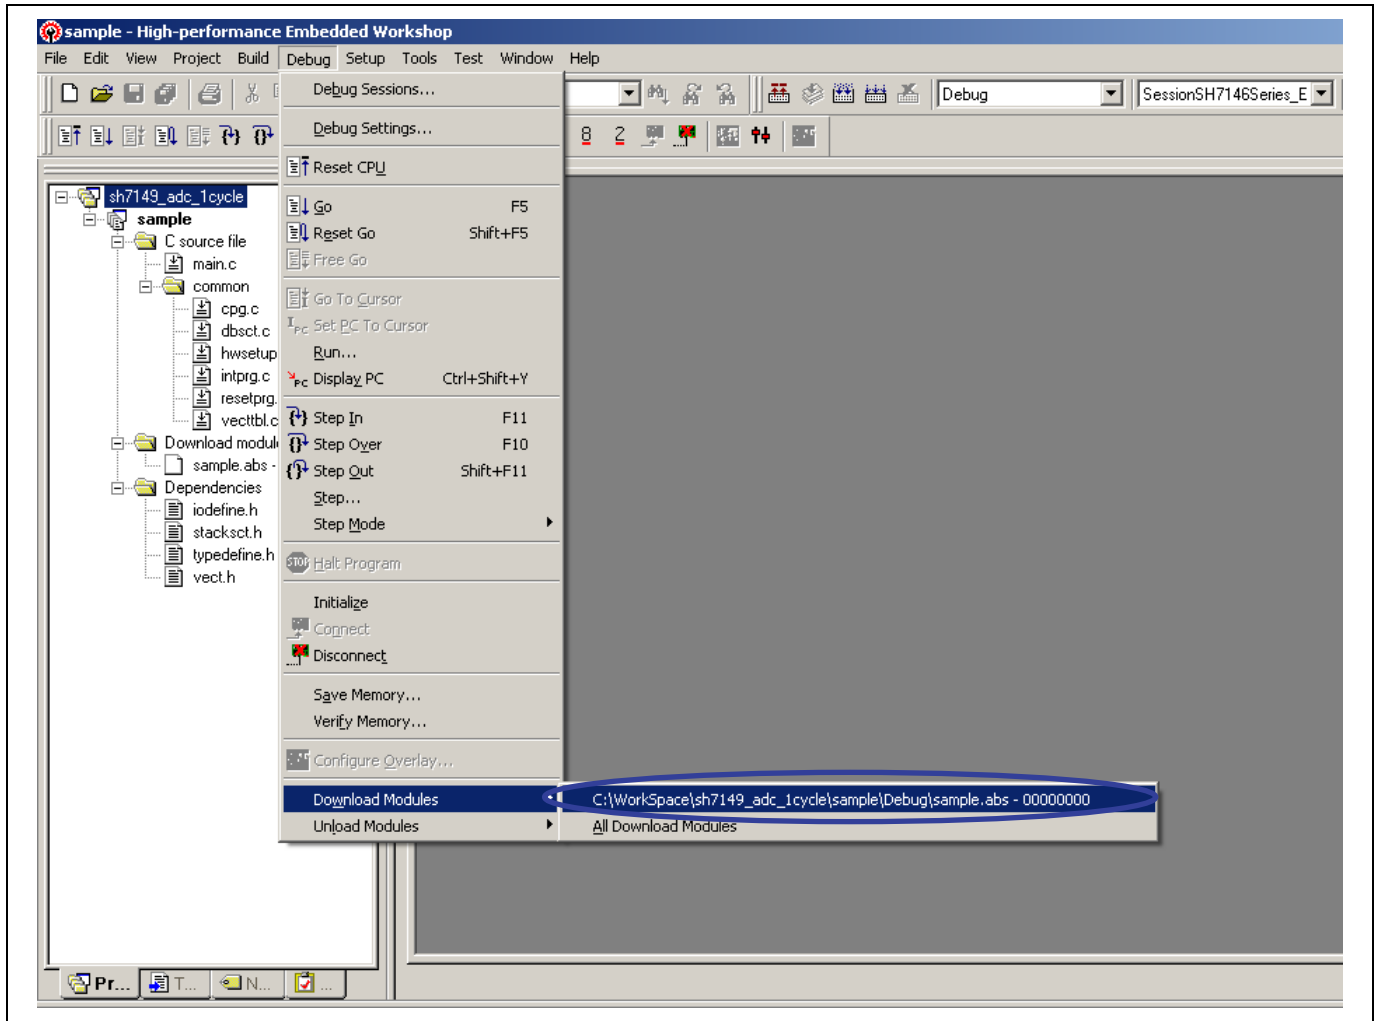 sample - High-performance Embedded Workshop
File Edit View Project Build Debug Setup Tools Test Window Help
Debug
SessionSH7146Series_E
Debug Sessions...
Debug Settings...
Reset CPU
Go F5
Reset Go Shift+F5
Free Go
Go To Cursor
Set PC To Cursor
Run...
Display PC Ctrl+Shift+Y
Step In F11
Step Over F10
Step Out Shift+F11
Step...
Step Mode
Halt Program
Initialize
Connect
Disconnect
Save Memory...
Verify Memory...
Configure Overlay...
Download Modules
Unload Modules
C:\WorkSpace\sh7149_adc_1cycle\sample\Debug\sample.abs - 00000000
All Download Modules
sh7149_adc_1cycle
sample
C source file
main.c
common
cpg.c
dbsct.c
hwsetup
intprg.c
resetprg.
vecttbl.c
Download modul
sample.abs -
Dependencies
iodefine.h
stacksct.h
typedefine.h
vect.h
Pr... T... N... ...